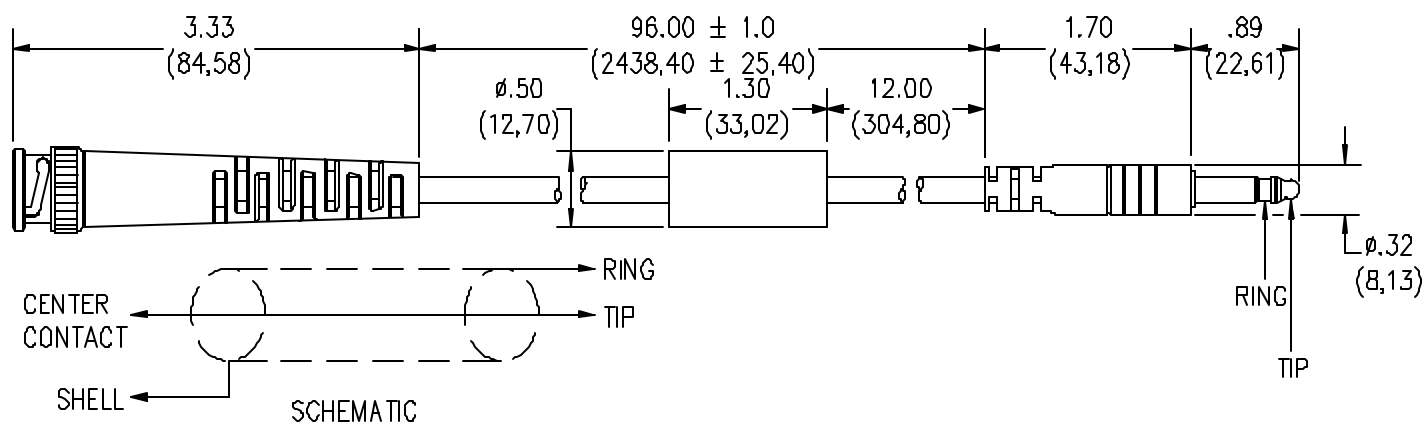 3.33
(84,58)
96.00 ± 1.0
(2438,40 ± 25,40)
1.70
(43,18)
.89
(22,61)
ø.50
(12,70)
1.30
(33,02)
12.00
(304,80)
ø.32
(8,13)
RING
TIP
RING
TIP
CENTER
CONTACT
SHELL
SCHEMATIC